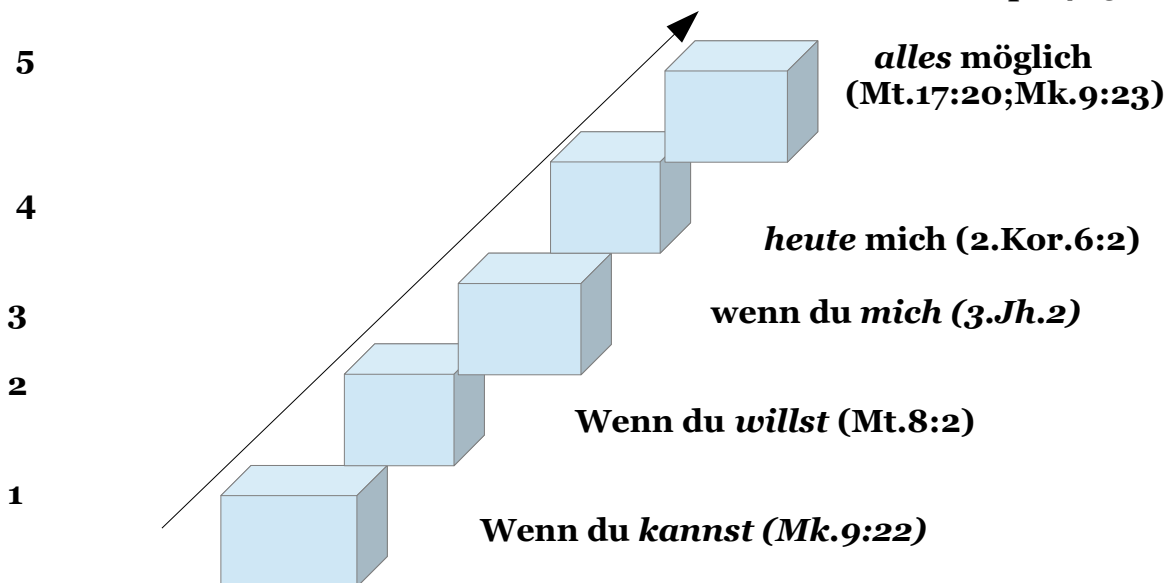 5
alles möglich
(Mt.17:20;Mk.9:23)
4
heute mich (2.Kor.6:2)
3
wenn du mich (3.Jh.2)
2
Wenn du willst (Mt.8:2)
1
Wenn du kannst (Mk.9:22)